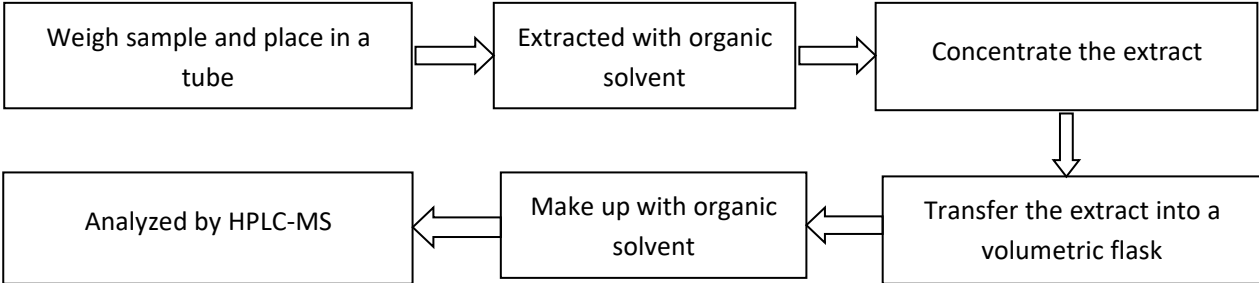 Weigh sample and place in a
tube
Extracted with organic
solvent
Concentrate the extract
Transfer the extract into a
volumetric flask
Make up with organic
solvent
Analyzed by HPLC-MS